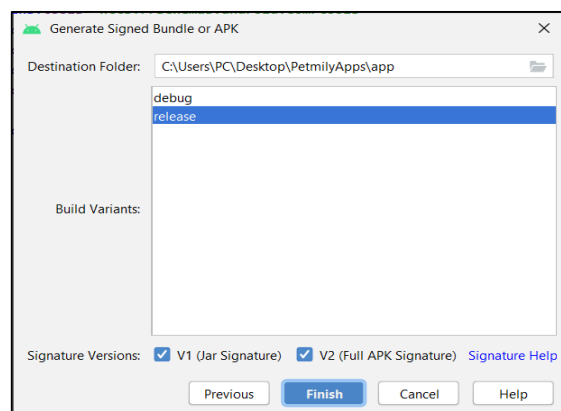 Generate Signed Bundle or APK
Destination Folder: C:\Users\PC\Desktop\PetmilyApps\app
debug
release
Build Variants:
Signature Versions: V1 (Jar Signature) V2 (Full APK Signature) Signature Help
Previous Finish Cancel Help